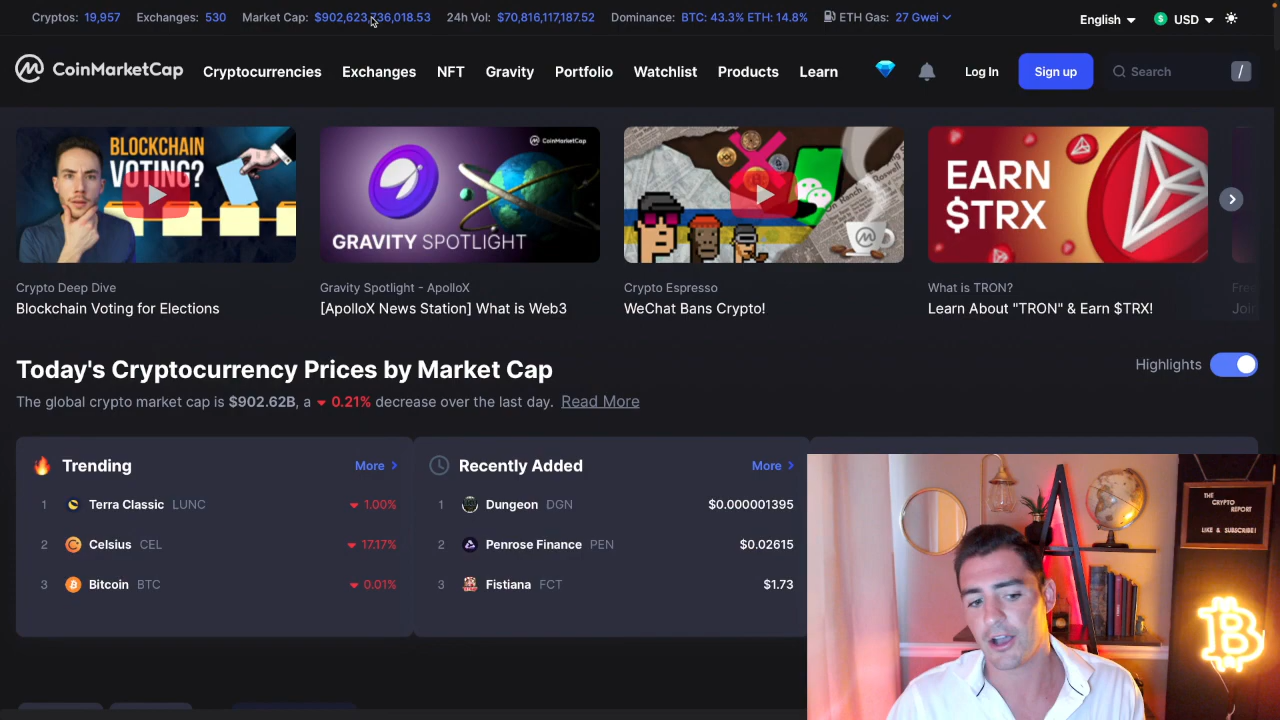 Cryptos: 19,957 Exchanges: 530 Market Cap: $902,623,736,018.53 24h Vol: $70,816,117,187.52 Dominance: BTC: 43.3% ETH: 14.8% ETH Gas: 27 Gwei English $ USD
CoinMarketCap Cryptocurrencies Exchanges NFT Gravity Portfolio Watchlist Products Learn Log In Sign up Search /
BLOCKCHAIN
VOTING?
CoinMarketCap
GRAVITY SPOTLIGHT
EARN
$TRX
Crypto Deep Dive
Blockchain Voting for Elections
Gravity Spotlight - ApolloX
[ApolloX News Station] What is Web3
Crypto Espresso
WeChat Bans Crypto!
What is TRON?
Learn About "TRON" & Earn $TRX!
Today's Cryptocurrency Prices by Market Cap
Highlights
The global crypto market cap is $902.62B, a 0.21% decrease over the last day. Read More
Trending More
1 Terra Classic LUNC 1.00%
2 Celsius CEL 17.17%
3 Bitcoin BTC 0.01%
Recently Added More
1 Dungeon DGN $0.000001395
2 Penrose Finance PEN $0.02615
3 Fistiana FCT $1.73
THE
CRYPTO
REPORT
LIKE & SUBSCRIBE!